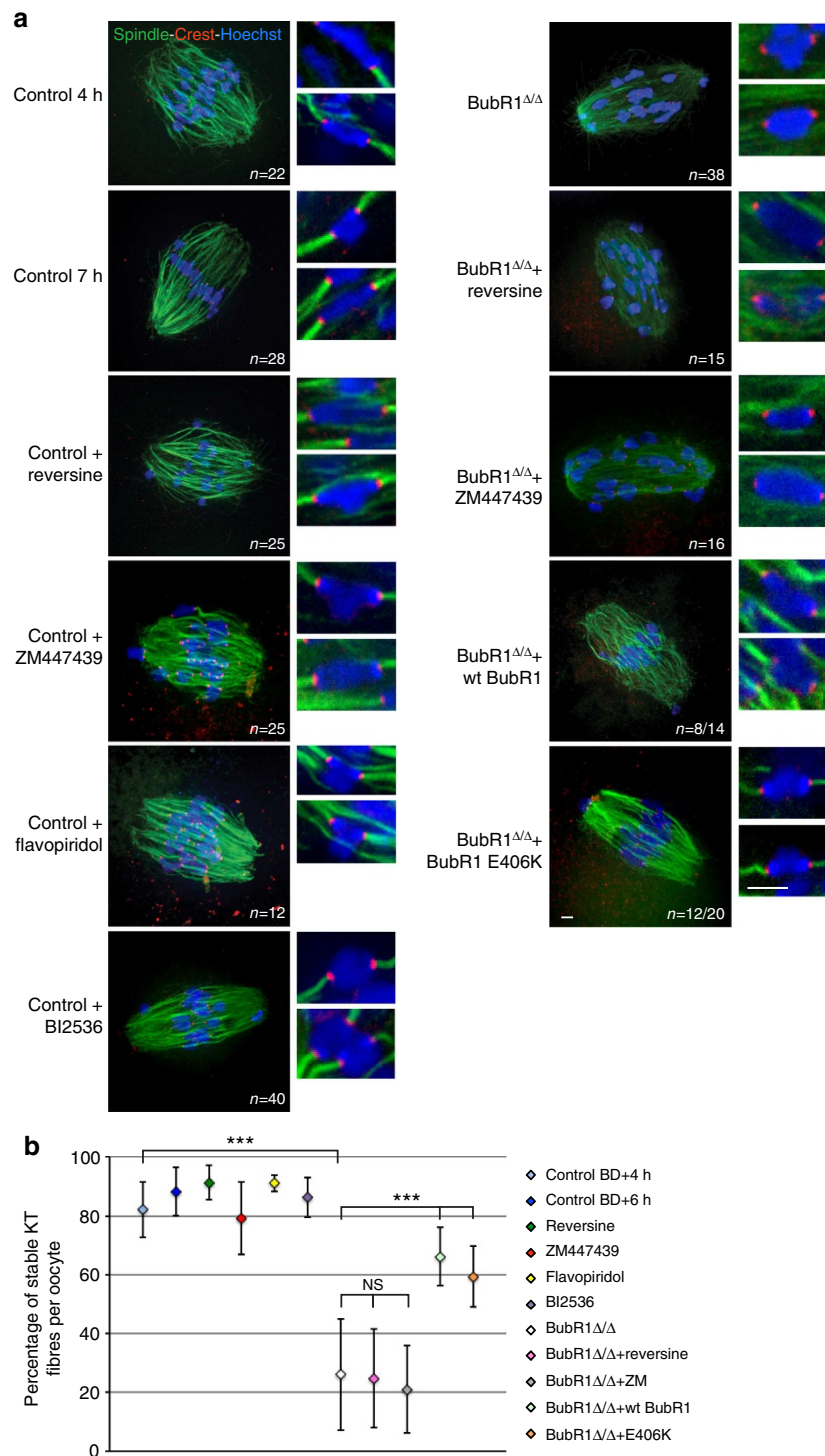 a
Spindle-Crest-Hoechst
Control 4 h
n=22
Control 7 h
n=28
Control +
reversine
n=25
Control +
ZM447439
n=25
Control +
flavopiridol
n=12
Control +
BI2536
n=40
BubR1Δ/Δ
n=38
BubR1Δ/Δ+
reversine
n=15
BubR1Δ/Δ+
ZM447439
n=16
BubR1Δ/Δ+
wt BubR1
n=8/14
BubR1Δ/Δ+
BubR1 E406K
n=12/20
b
Percentage of stable KT
fibres per oocyte
100
80
60
40
20
0
***
***
NS
Control BD+4 h
Control BD+6 h
Reversine
ZM447439
Flavopiridol
BI2536
BubR1Δ/Δ
BubR1Δ/Δ+reversine
BubR1Δ/Δ+ZM
BubR1Δ/Δ+wt BubR1
BubR1Δ/Δ+E406K